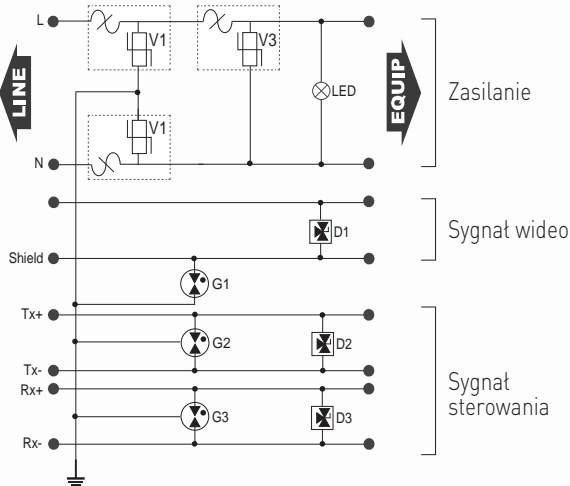 L
V1
V3
LINE
LED
EQUIP
Zasilanie
V1
N
D1
Sygnał wideo
Shield
G1
Tx+
G2
D2
Tx-
Rx+
Sygnał
sterowania
G3
D3
Rx-